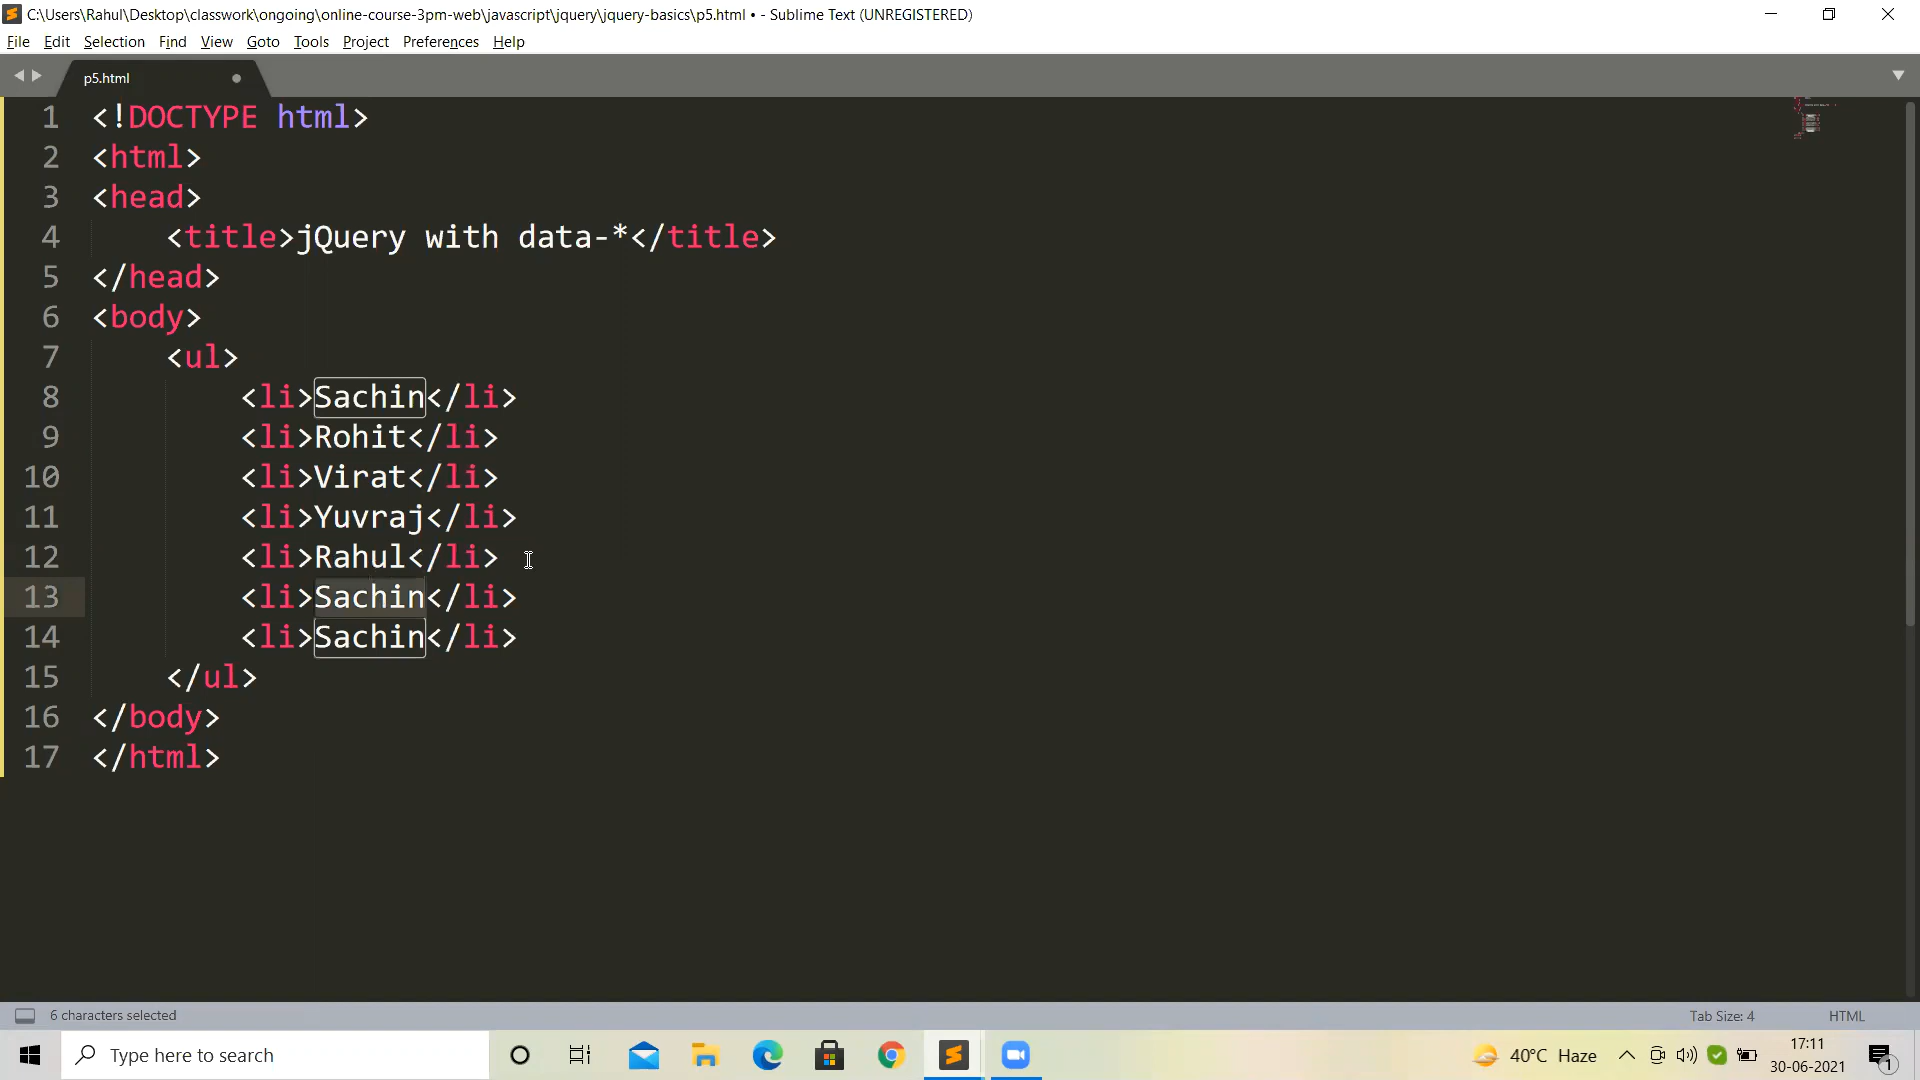 C:\Users\Rahul\Desktop\classwork\ongoing\online-course-3pm-web\javascript\jquery\jquery-basics\p5.html • - Sublime Text (UNREGISTERED)
File Edit Selection Find View Goto Tools Project Preferences Help
p5.html
1 <!DOCTYPE html>
2 <html>
3 <head>
4 <title>jQuery with data-*</title>
5 </head>
6 <body>
7 <ul>
8 <li>Sachin</li>
9 <li>Rohit</li>
10 <li>Virat</li>
11 <li>Yuvraj</li>
12 <li>Rahul</li>
13 <li>Sachin</li>
14 <li>Sachin</li>
15 </ul>
16 </body>
17 </html>
6 characters selected Tab Size: 4 HTML
Type here to search 40°C Haze 17:11
30-06-2021 1